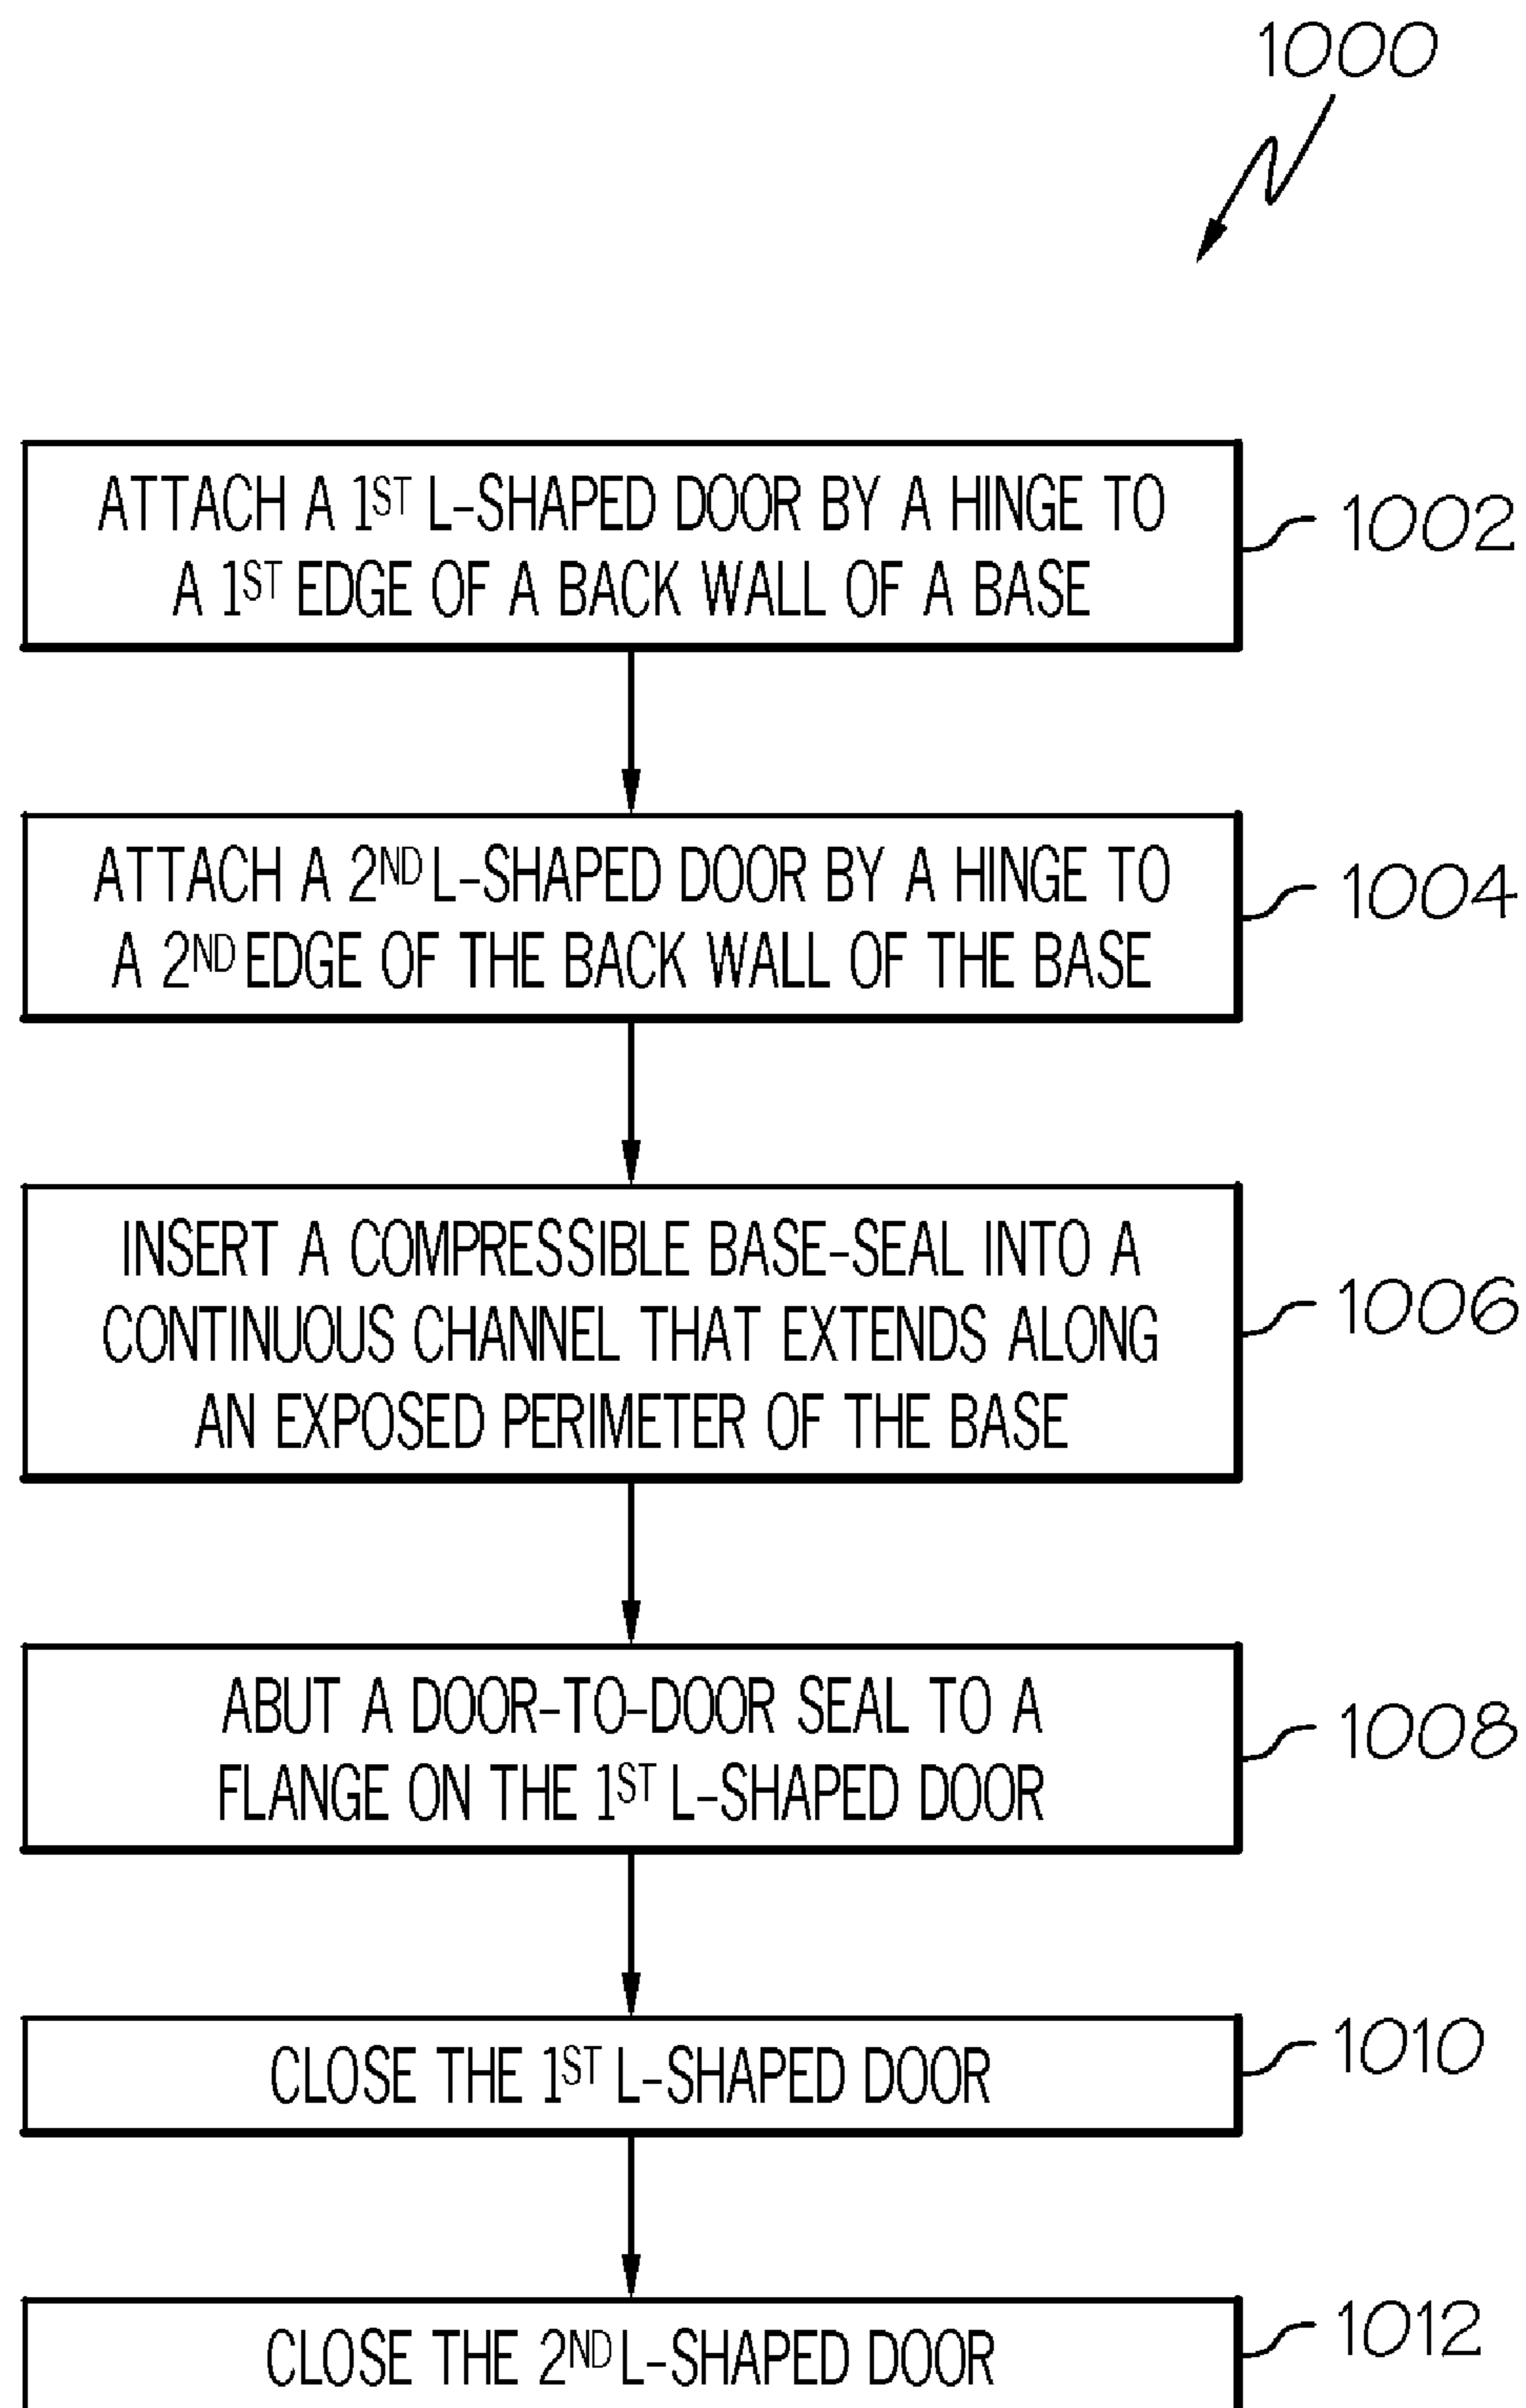 1000
ATTACH A 1ST L-SHAPED DOOR BY A HINGE TO
A 1ST EDGE OF A BACK WALL OF A BASE
1002
ATTACH A 2ND L-SHAPED DOOR BY A HINGE TO
A 2ND EDGE OF THE BACK WALL OF THE BASE
1004
INSERT A COMPRESSIBLE BASE-SEAL INTO A
CONTINUOUS CHANNEL THAT EXTENDS ALONG
AN EXPOSED PERIMETER OF THE BASE
1006
ABUT A DOOR-TO-DOOR SEAL TO A
FLANGE ON THE 1ST L-SHAPED DOOR
1008
CLOSE THE 1ST L-SHAPED DOOR
1010
CLOSE THE 2ND L-SHAPED DOOR
1012